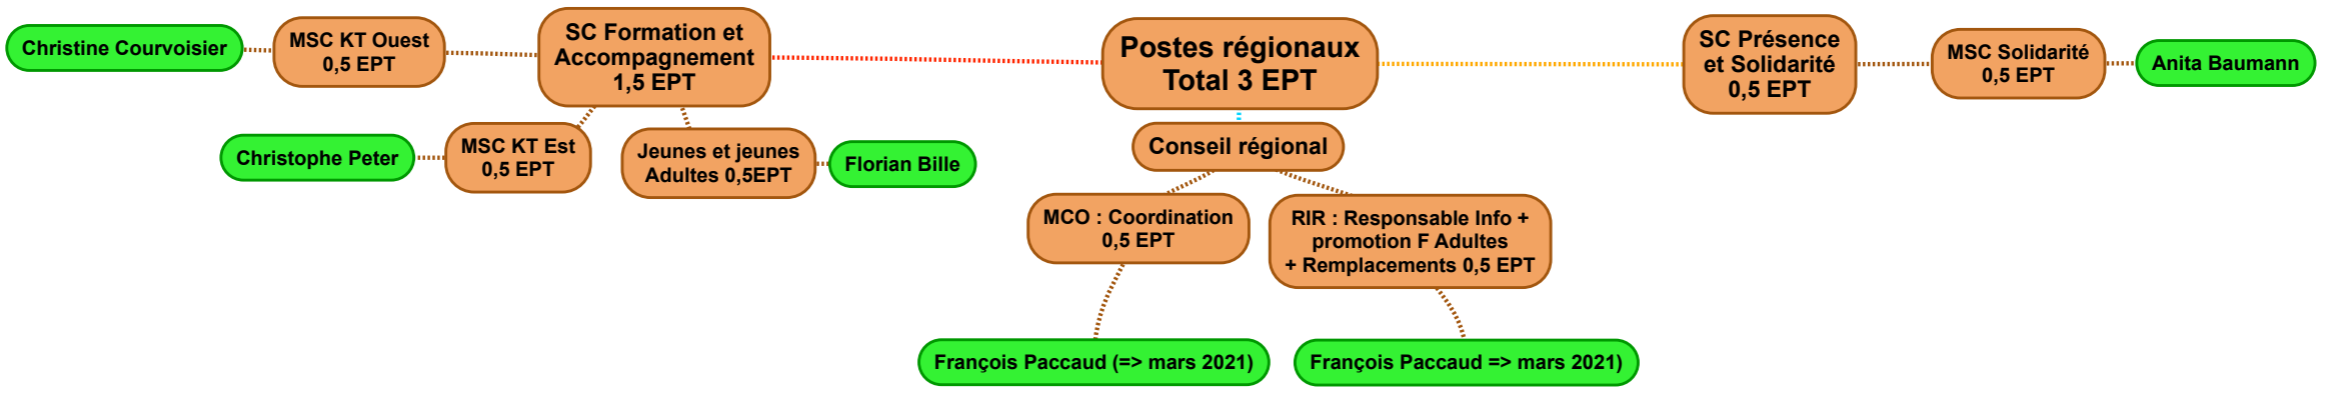 Christine Courvoisier
MSC KT Ouest
0,5 EPT
SC Formation et
Accompagnement
1,5 EPT
Postes régionaux
Total 3 EPT
SC Présence
et Solidarité
0,5 EPT
MSC Solidarité
0,5 EPT
Anita Baumann
Christophe Peter
MSC KT Est
0,5 EPT
Jeunes et jeunes
Adultes 0,5EPT
Florian Bille
Conseil régional
MCO : Coordination
0,5 EPT
RIR : Responsable Info +
promotion F Adultes
+ Remplacements 0,5 EPT
François Paccaud (=> mars 2021)
François Paccaud => mars 2021)